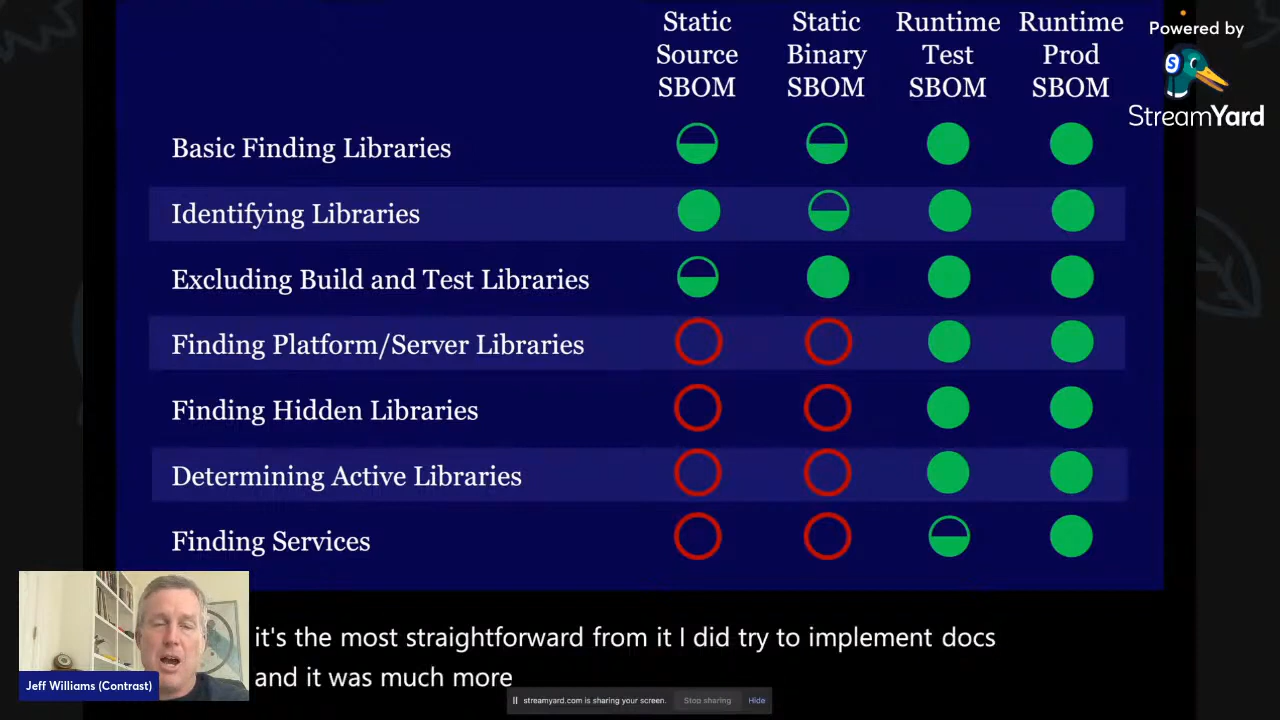 Static Source SBOM
Static Binary SBOM
Runtime Test SBOM
Runtime Prod SBOM
Powered by
S
StreamYard
Basic Finding Libraries
Identifying Libraries
Excluding Build and Test Libraries
Finding Platform/Server Libraries
Finding Hidden Libraries
Determining Active Libraries
Finding Services
it's the most straightforward from it I did try to implement docs
and it was much more
Jeff Williams (Contrast)
streamyard.com is sharing your screen.
Stop sharing
Hide